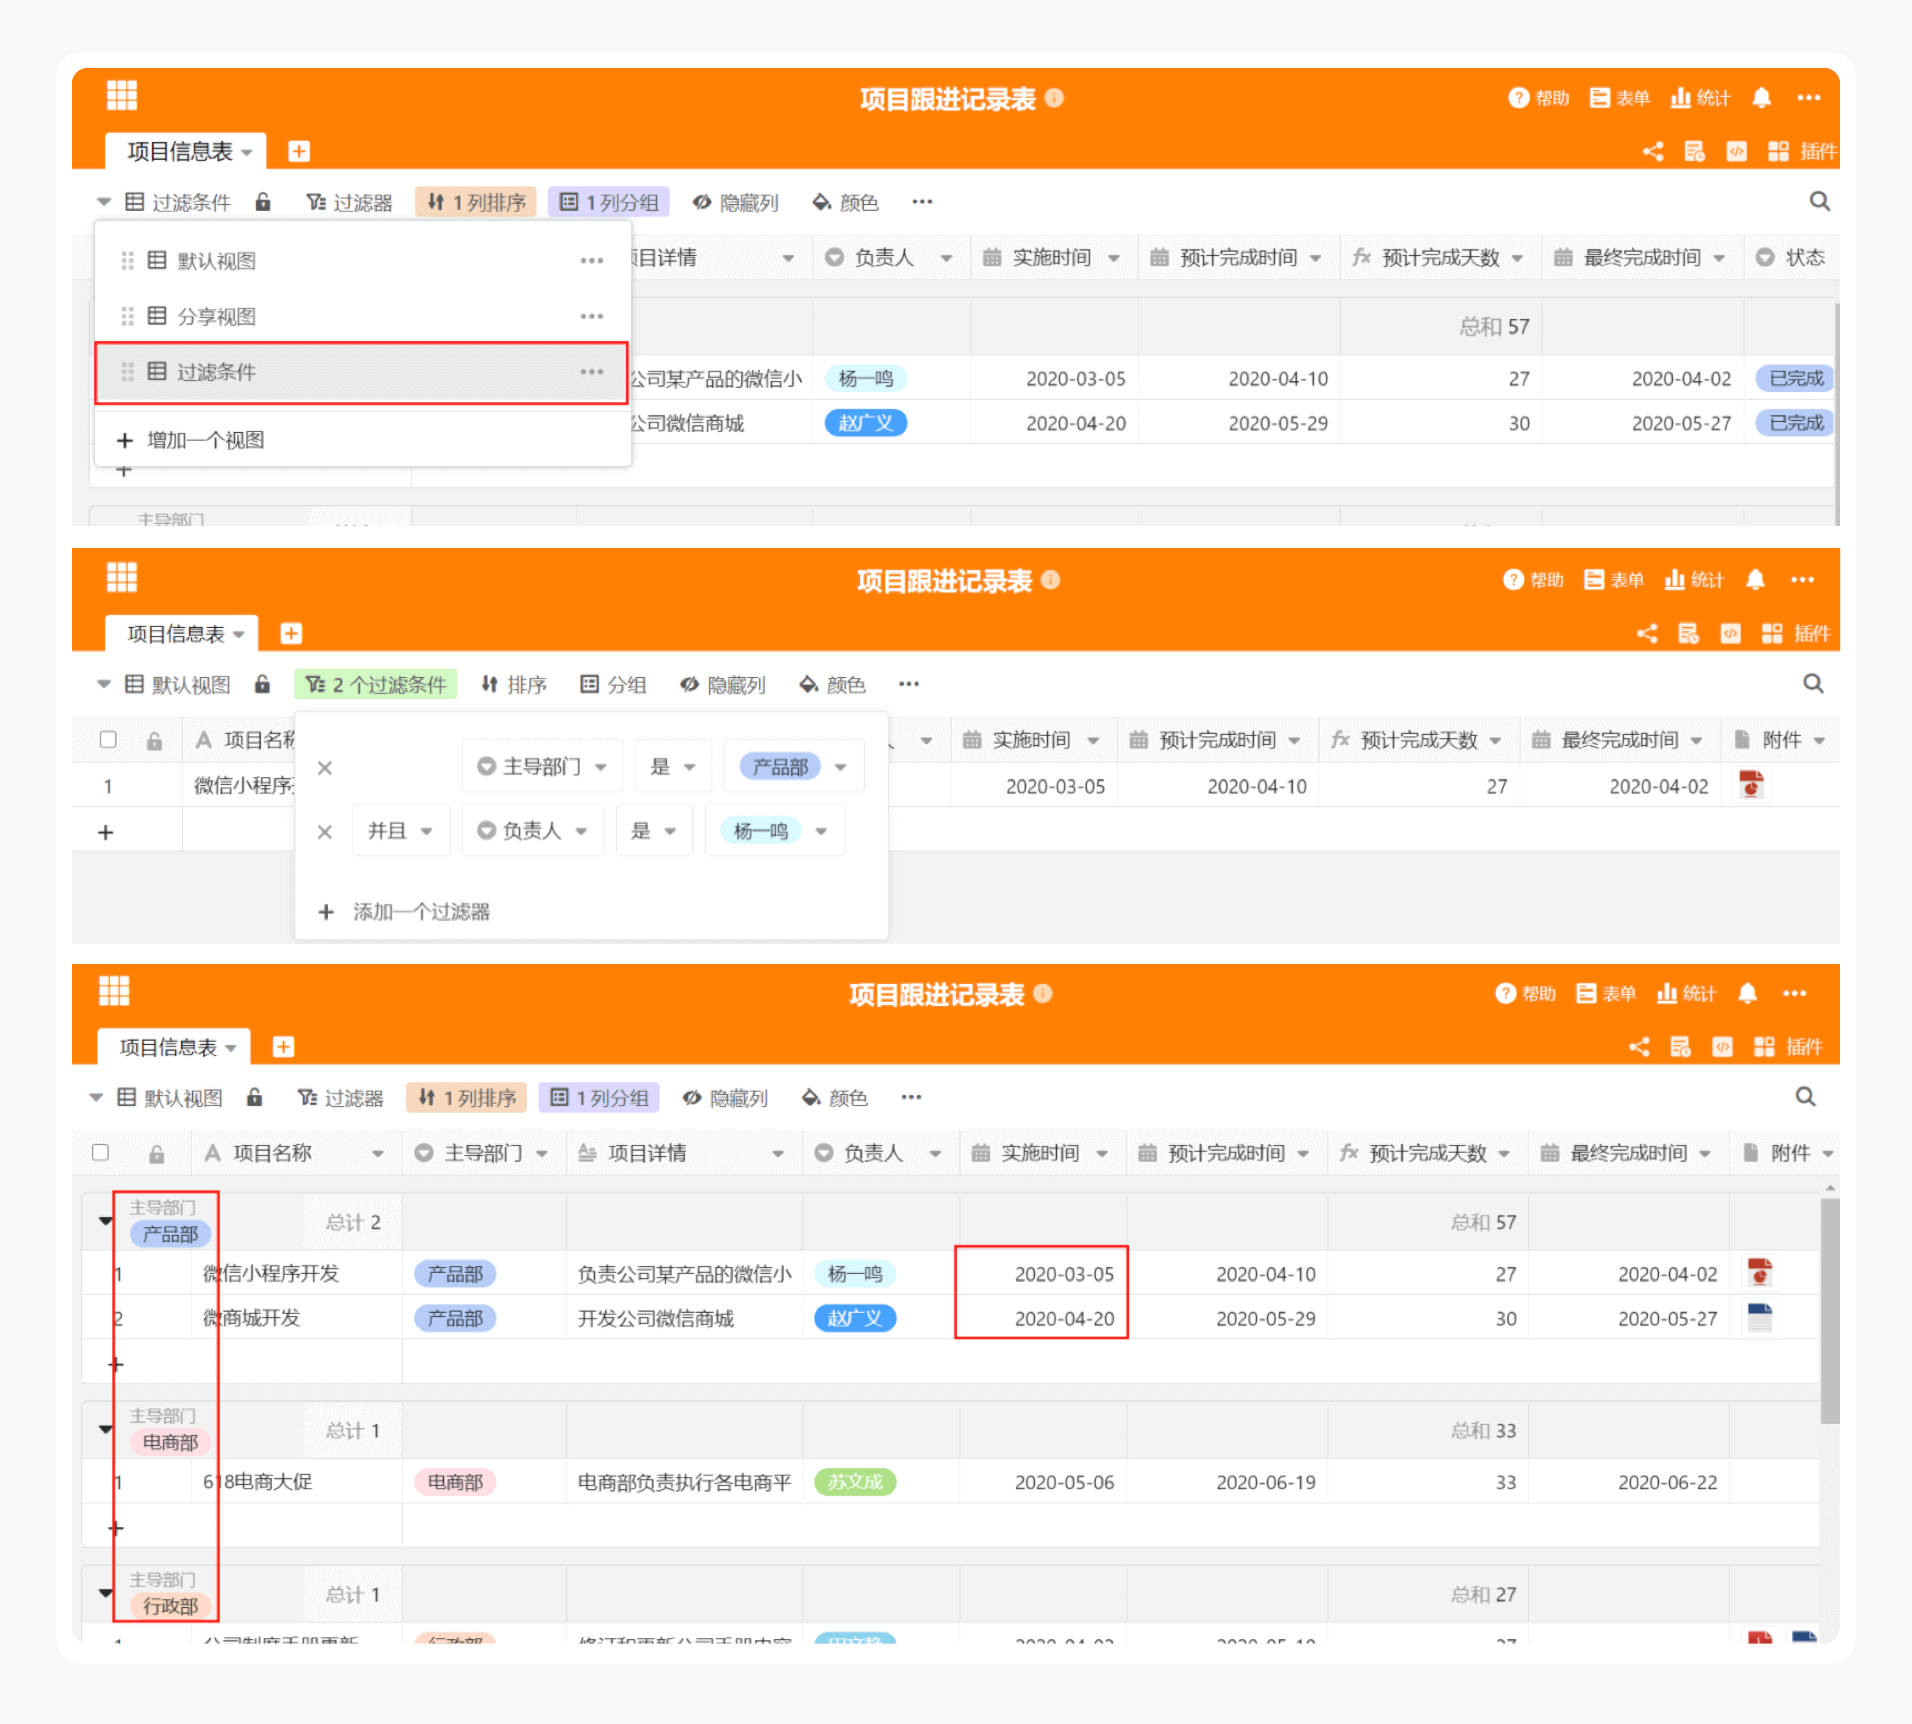 项目跟进记录表
帮助 表单 统计
项目信息表
插件
过滤条件 过滤器 1 列排序 1 列分组 隐藏列 颜色
默认视图
分享视图
过滤条件
增加一个视图
项目详情 负责人 实施时间 预计完成时间 预计完成天数 最终完成时间 状态
总和 57
公司某产品的微信小 杨一鸣 2020-03-05 2020-04-10 27 2020-04-02 已完成
公司微信商城 赵广义 2020-04-20 2020-05-29 30 2020-05-27 已完成
主导部门
项目跟进记录表
帮助 表单 统计
项目信息表
插件
默认视图 2 个过滤条件 排序 分组 隐藏列 颜色
项目名称 实施时间 预计完成时间 预计完成天数 最终完成时间 附件
1 微信小程序 2020-03-05 2020-04-10 27 2020-04-02
主导部门 是 产品部
并且 负责人 是 杨一鸣
添加一个过滤器
项目跟进记录表
帮助 表单 统计
项目信息表
插件
默认视图 过滤器 1 列排序 1 列分组 隐藏列 颜色
项目名称 主导部门 项目详情 负责人 实施时间 预计完成时间 预计完成天数 最终完成时间 附件
主导部门
产品部 总计 2 总和 57
1 微信小程序开发 产品部 负责公司某产品的微信小 杨一鸣 2020-03-05 2020-04-10 27 2020-04-02
2 微商城开发 产品部 开发公司微信商城 赵广义 2020-04-20 2020-05-29 30 2020-05-27
主导部门
电商部 总计 1 总和 33
1 618电商大促 电商部 电商部负责执行各电商平 苏文成 2020-05-06 2020-06-19 33 2020-06-22
主导部门
行政部 总计 1 总和 27